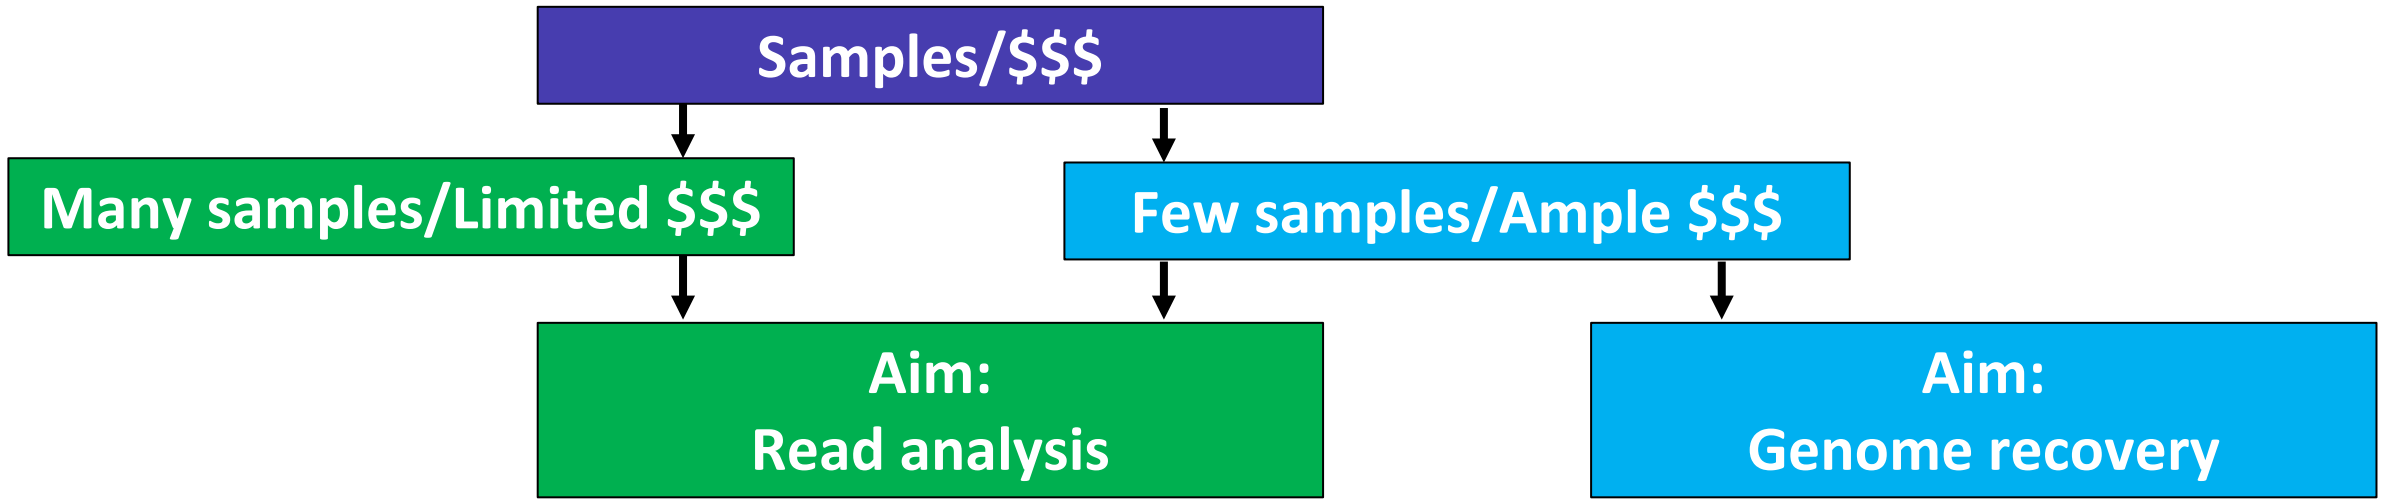 Samples/$$$
Many samples/Limited $$$
Few samples/Ample $$$
Aim:
Read analysis
Aim:
Genome recovery